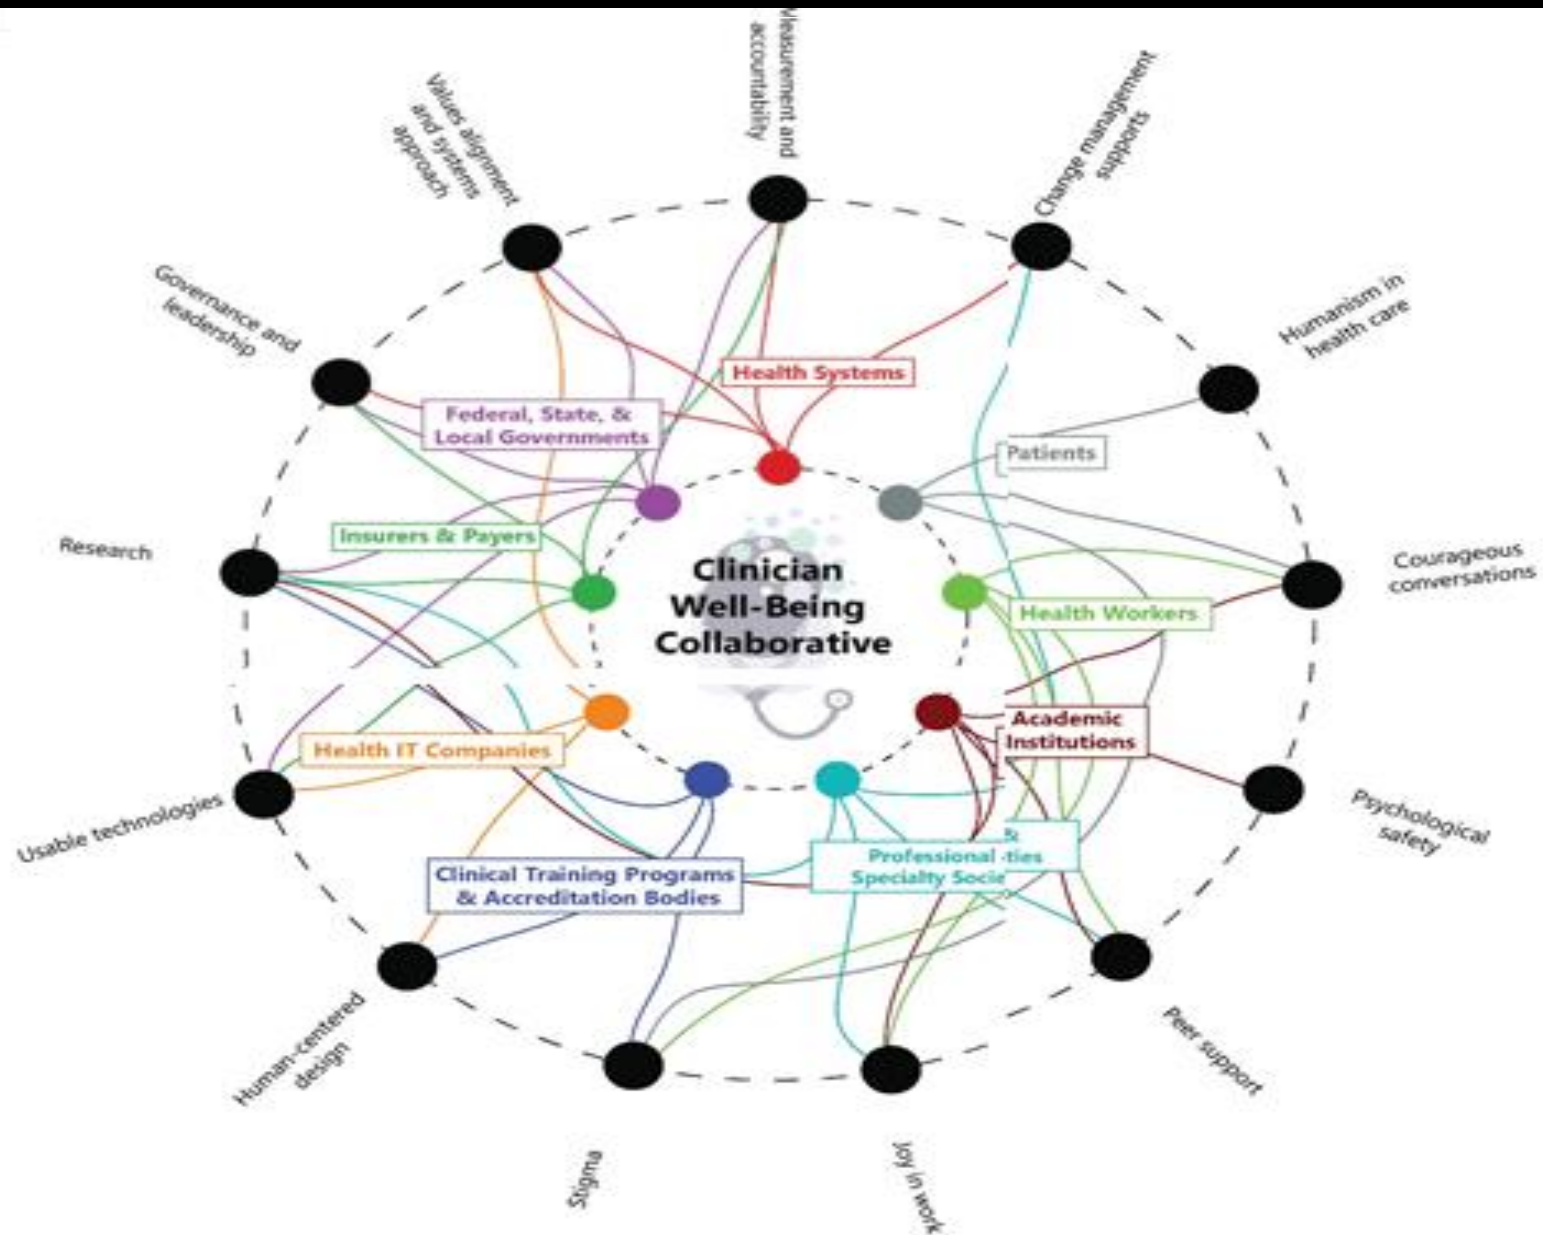 Measurement and
accountability
Change management
supports
Values alignment
and systems
approach
Humanism in
health care
Governance and
leadership
Health Systems
Federal, State, &
Local Governments
Patients
Insurers & Payers
Research
Courageous
conversations
Clinician
Well-Being
Collaborative
Health Workers
Academic
Institutions
Health IT Companies
Usable technologies
Psychological
safety
&
Professional -ties
Specialty Socie
Clinical Training Programs
& Accreditation Bodies
Human-centered
design
Peer support
Stigma
Joy in work